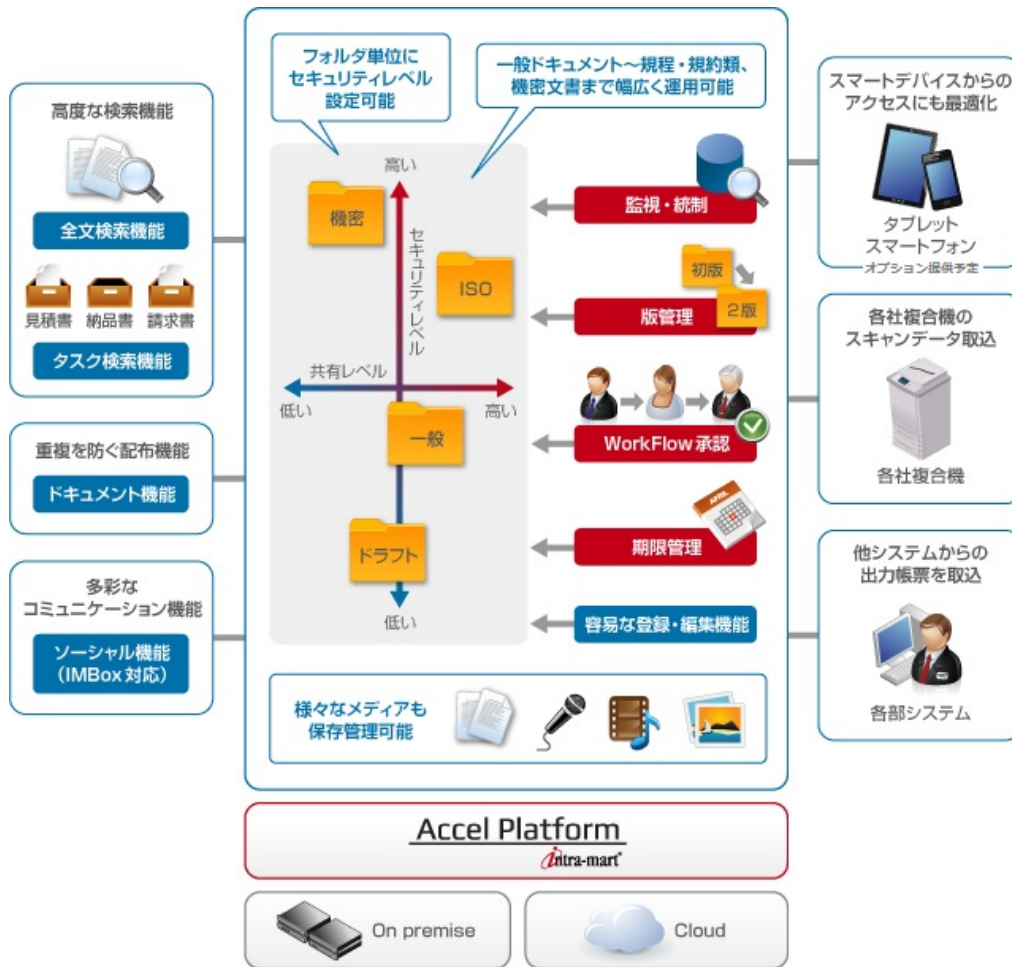 高度な検索機能
全文検索機能
見積書 納品書 請求書
タスク検索機能
重複を防ぐ配布機能
ドキュメント機能
多彩な
コミュニケーション機能
ソーシャル機能
(IMBox対応)
フォルダ単位に
セキュリティレベル
設定可能
一般ドキュメント〜規程・規約類、
機密文書まで幅広く運用可能
高い
機密
セキュリティレベル
ISO
共有レベル
低い
高い
一般
ドラフト
低い
監視・統制
初版
2版
版管理
WorkFlow承認
APRIL
期限管理
容易な登録・編集機能
様々なメディアも
保存管理可能
スマートデバイスからの
アクセスにも最適化
タブレット
スマートフォン
オプション提供予定
各社複合機の
スキャンデータ取込
各社複合機
他システムからの
出力帳票を取込
各部システム
Accel Platform
intra-mart
On premise
Cloud